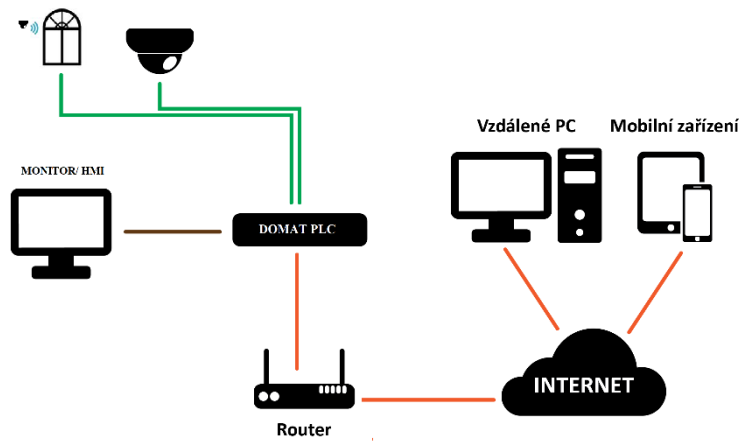 Vzdálené PC
Mobilní zařízení
MONITOR/ HMI
DOMAT PLC
INTERNET
Router